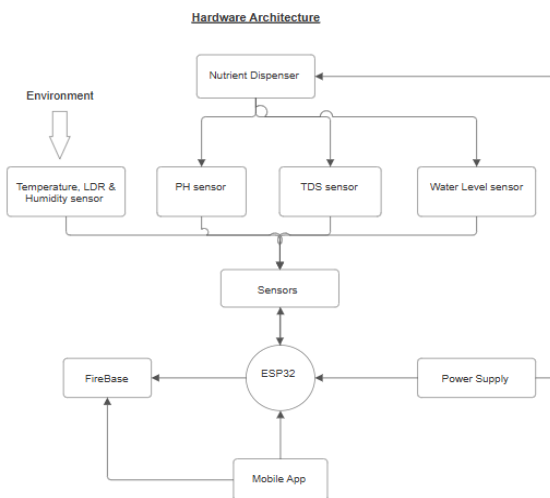 Hardware Architecture
Nutrient Dispenser
Environment
Temperature, LDR &
Humidity sensor
PH sensor
TDS sensor
Water Level sensor
Sensors
FireBase
ESP32
Power Supply
Mobile App